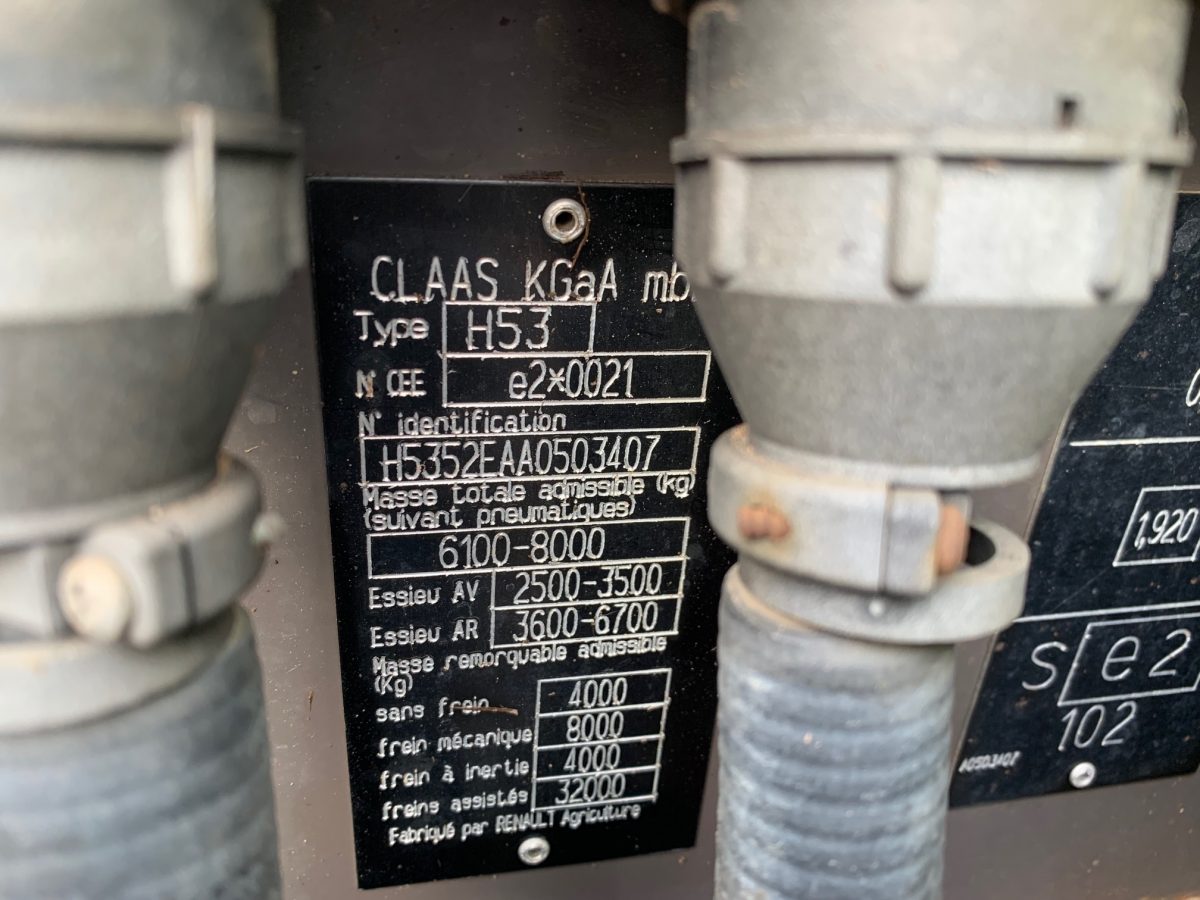 CLAAS KGaA
Type H53
N° CEE e2*0021
N° identification
H5352EAA0503407
Masse totale admissible (kg)
(suivant pneumatiques)
6100-8000
Essieu AV 2500-3500
Essieu AR 3600-6700
Masse remorquable admissible
(Kg)
sans frein 4000
frein mécanique 8000
frein à inertie 4000
freins assistés 32000
Fabriqué par RENAULT Agriculture
1,920
S e2
102
A0503407